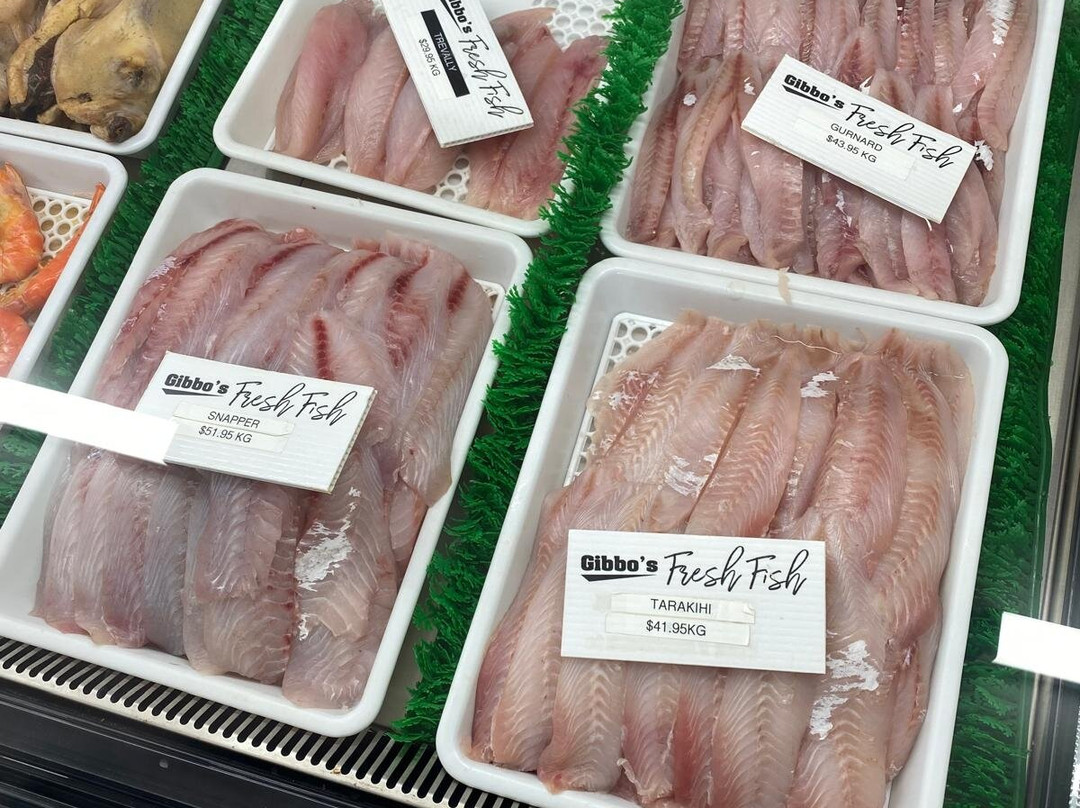 Gibbo's Fresh Fish
TREVALLY
$29.95 KG
Gibbo's Fresh Fish
GURNARD
$43.95 KG
Gibbo's Fresh Fish
SNAPPER
$51.95 KG
Gibbo's Fresh Fish
TARAKIHI
$41.95KG